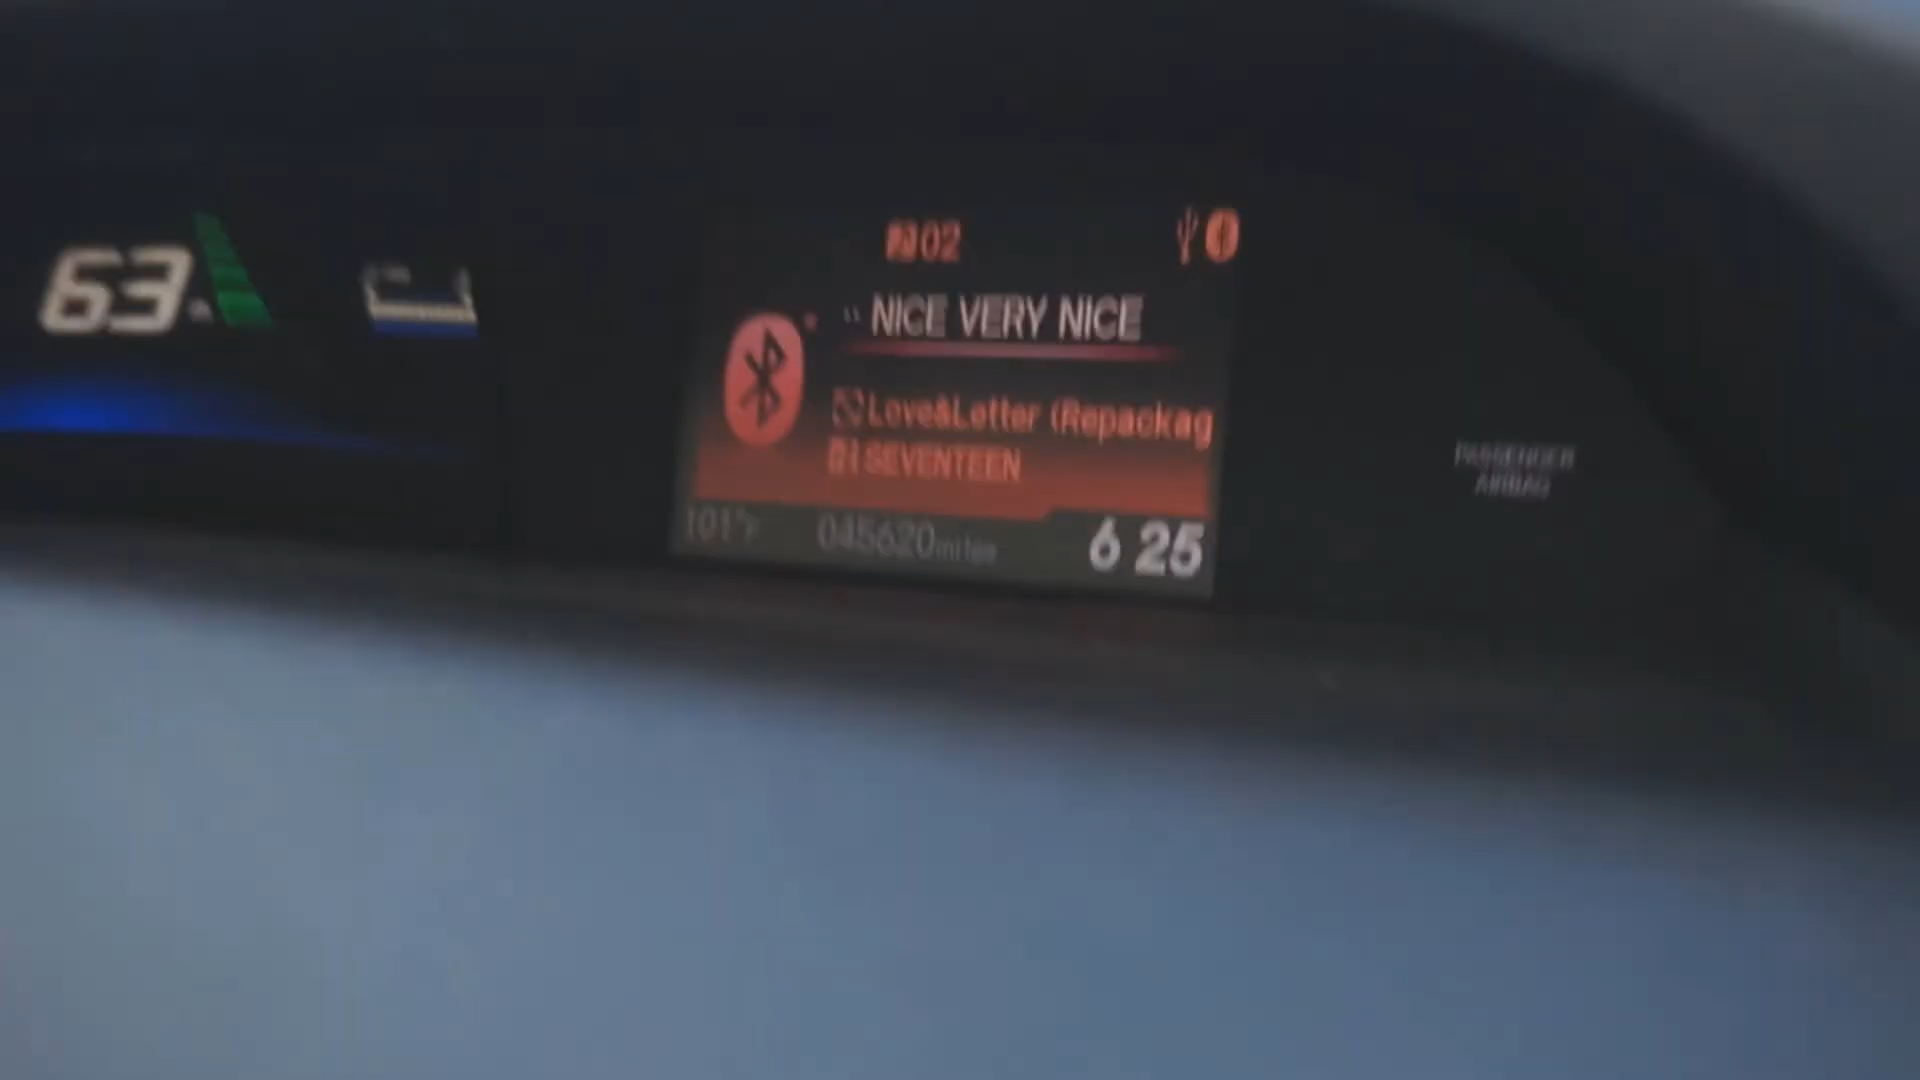 63
02
NICE VERY NICE
Love&Letter (Repackag
SEVENTEEN
101°F 045620miles 6 25
PASSENGER
AIRBAG